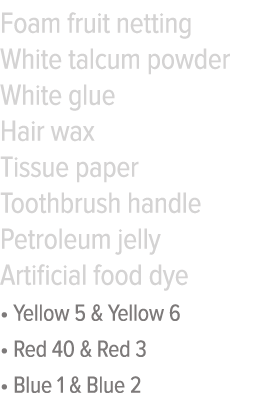 Foam fruit netting
White talcum powder
White glue
Hair wax
Tissue paper
Toothbrush handle
Petroleum jelly
Artificial food dye
• Yellow 5 & Yellow 6
• Red 40 & Red 3
• Blue 1 & Blue 2